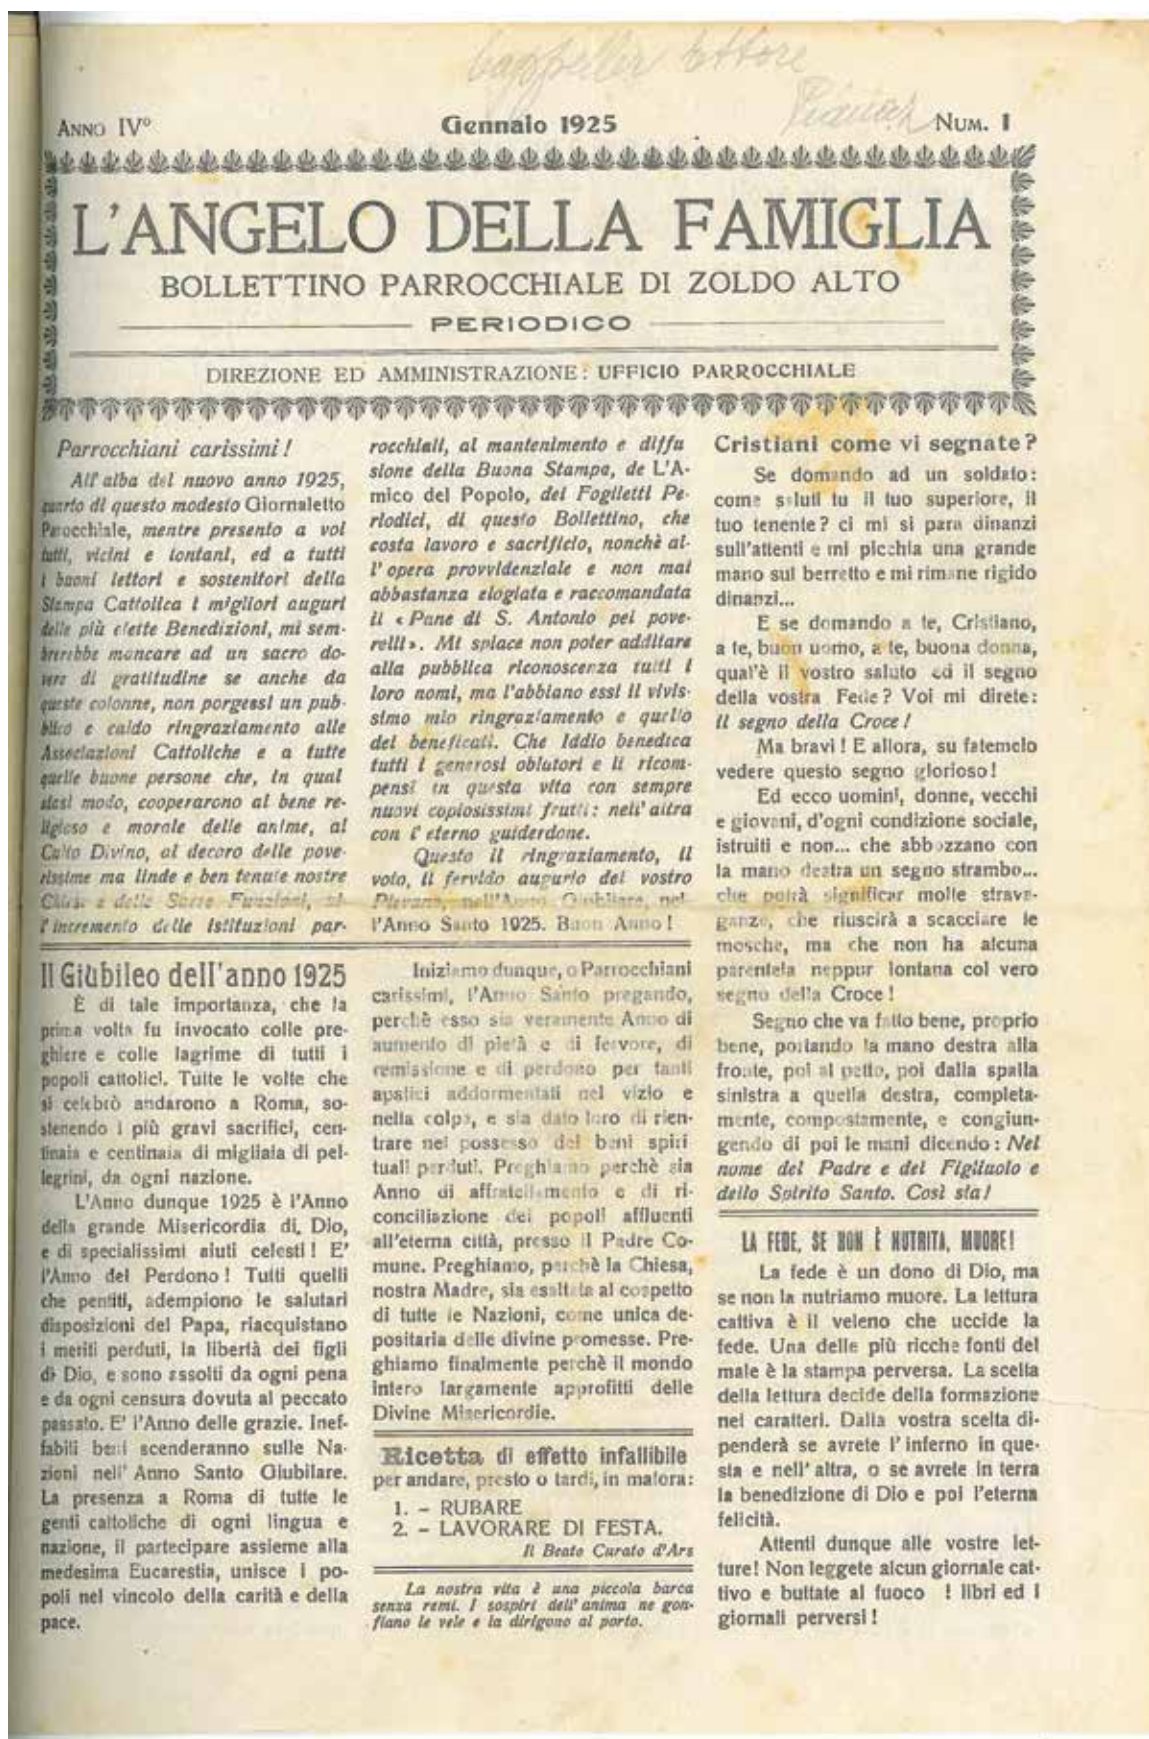 Cappeller Ettore
ANNO IV°
Gennaio 1925
NUM. 1
L'ANGELO DELLA FAMIGLIA
BOLLETTINO PARROCCHIALE DI ZOLDO ALTO
PERIODICO
DIREZIONE ED AMMINISTRAZIONE: UFFICIO PARROCCHIALE
Parrocchiani carissimi!
All'alba del nuovo anno 1925,
quarto di questo modesto Giornaletto
Parocchiale, mentre presento a voi
tutti, vicini e lontani, ed a tutti
i buoni lettori e sostenitori della
Stampa Cattolica i migliori auguri
delle più elette Benedizioni, mi sem-
brerebbe mancare ad un sacro do-
vere di gratitudine se anche da
queste colonne, non porgessi un pub-
blico e caldo ringraziamento alle
Associazioni Cattoliche e a tutte
quelle buone persone che, in qual
siasi modo, cooperarono al bene re-
ligioso e morale delle anime, al
Culto Divino, al decoro delle pove-
rissime ma linde e ben tenute nostre
Chiese e delle Sacre Funzioni, al-
l'incremento delle istituzioni par-
rocchiali, al mantenimento e diffu
sione della Buona Stampa, de L'A-
mico del Popolo, dei Foglietti Pe-
riodici, di questo Bollettino, che
costa lavoro e sacrificio, nonchè al-
l'opera provvidenziale e non mai
abbastanza elogiata e raccomandata
il « Pane di S. Antonio pei pove-
relli ». Mi spiace non poter additare
alla pubblica riconoscenza tutti i
loro nomi, ma l'abbiano essi il vivis-
simo mio ringraziamento e quello
dei beneficati. Che Iddio benedica
tutti i generosi oblatori e li ricom-
pensi in questa vita con sempre
nuovi copiosissimi frutti: nell'altra
con l'eterno guiderdone.
Questo il ringraziamento, il
voto, il fervido augurio del vostro
Pievano, nell'Anno Giubilare, nel-
l'Anno Santo 1925. Buon Anno!
Il Giubileo dell'anno 1925
È di tale importanza, che la
prima volta fu invocato colle pre-
ghiere e colle lagrime di tutti i
popoli cattolici. Tutte le volte che
si celebrò andarono a Roma, so-
stenendo i più gravi sacrifici, cen-
tinaia e centinaia di migliaia di pel-
legrini, da ogni nazione.
L'Anno dunque 1925 è l'Anno
della grande Misericordia di Dio,
e di specialissimi aiuti celesti! E'
l'Anno del Perdono! Tutti quelli
che pentiti, adempiono le salutari
disposizioni del Papa, riacquistano
i meriti perduti, la libertà dei figli
di Dio, e sono assolti da ogni pena
e da ogni censura dovuta al peccato
passato. E' l'Anno delle grazie. Inef-
fabili beni scenderanno sulle Na-
zioni nell' Anno Santo Giubilare.
La presenza a Roma di tutte le
genti cattoliche di ogni lingua e
nazione, il partecipare assieme alla
medesima Eucarestia, unisce i po-
poli nel vincolo della carità e della
pace.
Iniziamo dunque, o Parrocchiani
carissimi, l'Anno Santo pregando,
perchè esso sia veramente Anno di
aumento di pietà e di fervore, di
remissione e di perdono per tanti
apatici addormentati nel vizio e
nella colpa, e sia dato loro di rien-
trare nel possesso dei beni spiri
tuali perduti. Preghiamo perchè sia
Anno di affratellamento e di ri-
conciliazione dei popoli affluenti
all'eterna città, presso il Padre Co-
mune. Preghiamo, perchè la Chiesa,
nostra Madre, sia esaltata al cospetto
di tutte le Nazioni, come unica de-
positaria delle divine promesse. Pre-
ghiamo finalmente perchè il mondo
intero largamente approfitti delle
Divine Misericordie.
Ricetta di effetto infallibile
per andare, presto o tardi, in malora:
1. - RUBARE
2. - LAVORARE DI FESTA.
Il Beato Curato d'Ars
La nostra vita è una piccola barca
senza remi. I sospiri dell'anima ne gon-
fiano le vele e la dirigono al porto.
Cristiani come vi segnate?
Se domando ad un soldato:
come saluti tu il tuo superiore, il
tuo tenente? ci mi si para dinanzi
sull'attenti e mi picchia una grande
mano sul berretto e mi rimane rigido
dinanzi...
E se domando a te, Cristiano,
a te, buon uomo, a te, buona donna,
qual'è il vostro saluto ed il segno
della vostra Fede? Voi mi direte:
il segno della Croce!
Ma bravi! E allora, su fatemelo
vedere questo segno glorioso!
Ed ecco uomini, donne, vecchi
e giovani, d'ogni condizione sociale,
istruiti e non... che abbozzano con
la mano destra un segno strambo...
che potrà significar molte strava-
ganze, che riuscirà a scacciare le
mosche, ma che non ha alcuna
parentela neppur lontana col vero
segno della Croce!
Segno che va fatto bene, proprio
bene, portando la mano destra alla
fronte, poi al petto, poi dalla spalla
sinistra a quella destra, completa-
mente, compostamente, e congiun-
gendo di poi le mani dicendo: Nel
nome del Padre e del Figliuolo e
dello Spirito Santo. Così sia!
LA FEDE, SE NON È NUTRITA, MUORE!
La fede è un dono di Dio, ma
se non la nutriamo muore. La lettura
cattiva è il veleno che uccide la
fede. Una delle più ricche fonti del
male è la stampa perversa. La scelta
della lettura decide della formazione
nei caratteri. Dalla vostra scelta di-
penderà se avrete l'inferno in que-
sta e nell'altra, o se avrete in terra
la benedizione di Dio e poi l'eterna
felicità.
Attenti dunque alle vostre let-
ture! Non leggete alcun giornale cat-
tivo e buttate al fuoco i libri ed i
giornali perversi!